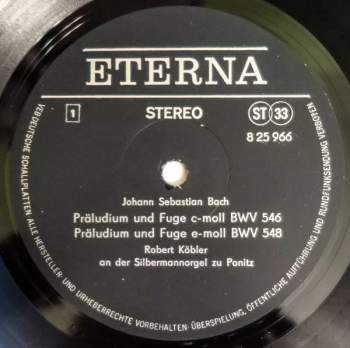 ETERNA
1
STEREO
ST 33
8 25 966
Johann Sebastian Bach
Präludium und Fuge c-moll BWV 546
Präludium und Fuge e-moll BWV 548
Robert Köbler
an der Silbermannorgel zu Ponitz
VEB DEUTSCHE SCHALLPLATTEN ALLE HERSTELLER- UND URHEBERRECHTE VORBEHALTEN · ÜBERSPIELUNG, ÖFFENTLICHE AUFFÜHRUNG UND RUNDFUNKSENDUNG VERBOTEN